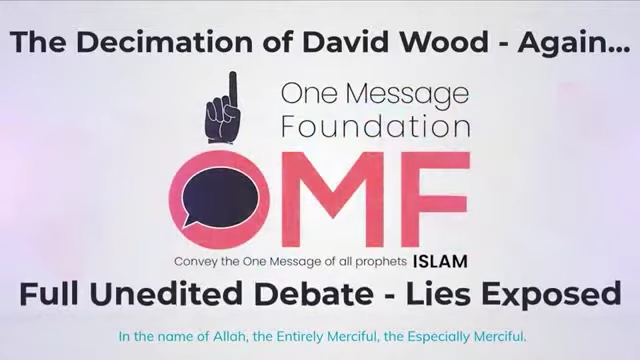 The Decimation of David Wood - Again...
One Message
Foundation
OMF
Convey the One Message of all prophets ISLAM
Full Unedited Debate - Lies Exposed
In the name of Allah, the Entirely Merciful, the Especially Merciful.